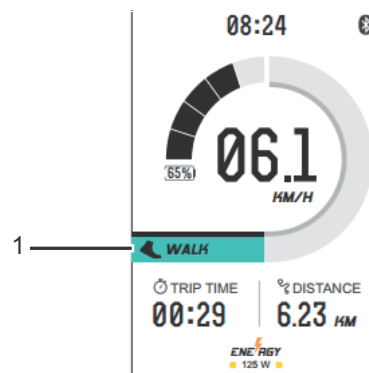 08:24
65%
06.1
KM/H
1
WALK
TRIP TIME
DISTANCE
00:29
6.23 KM
ENERGY
125 W